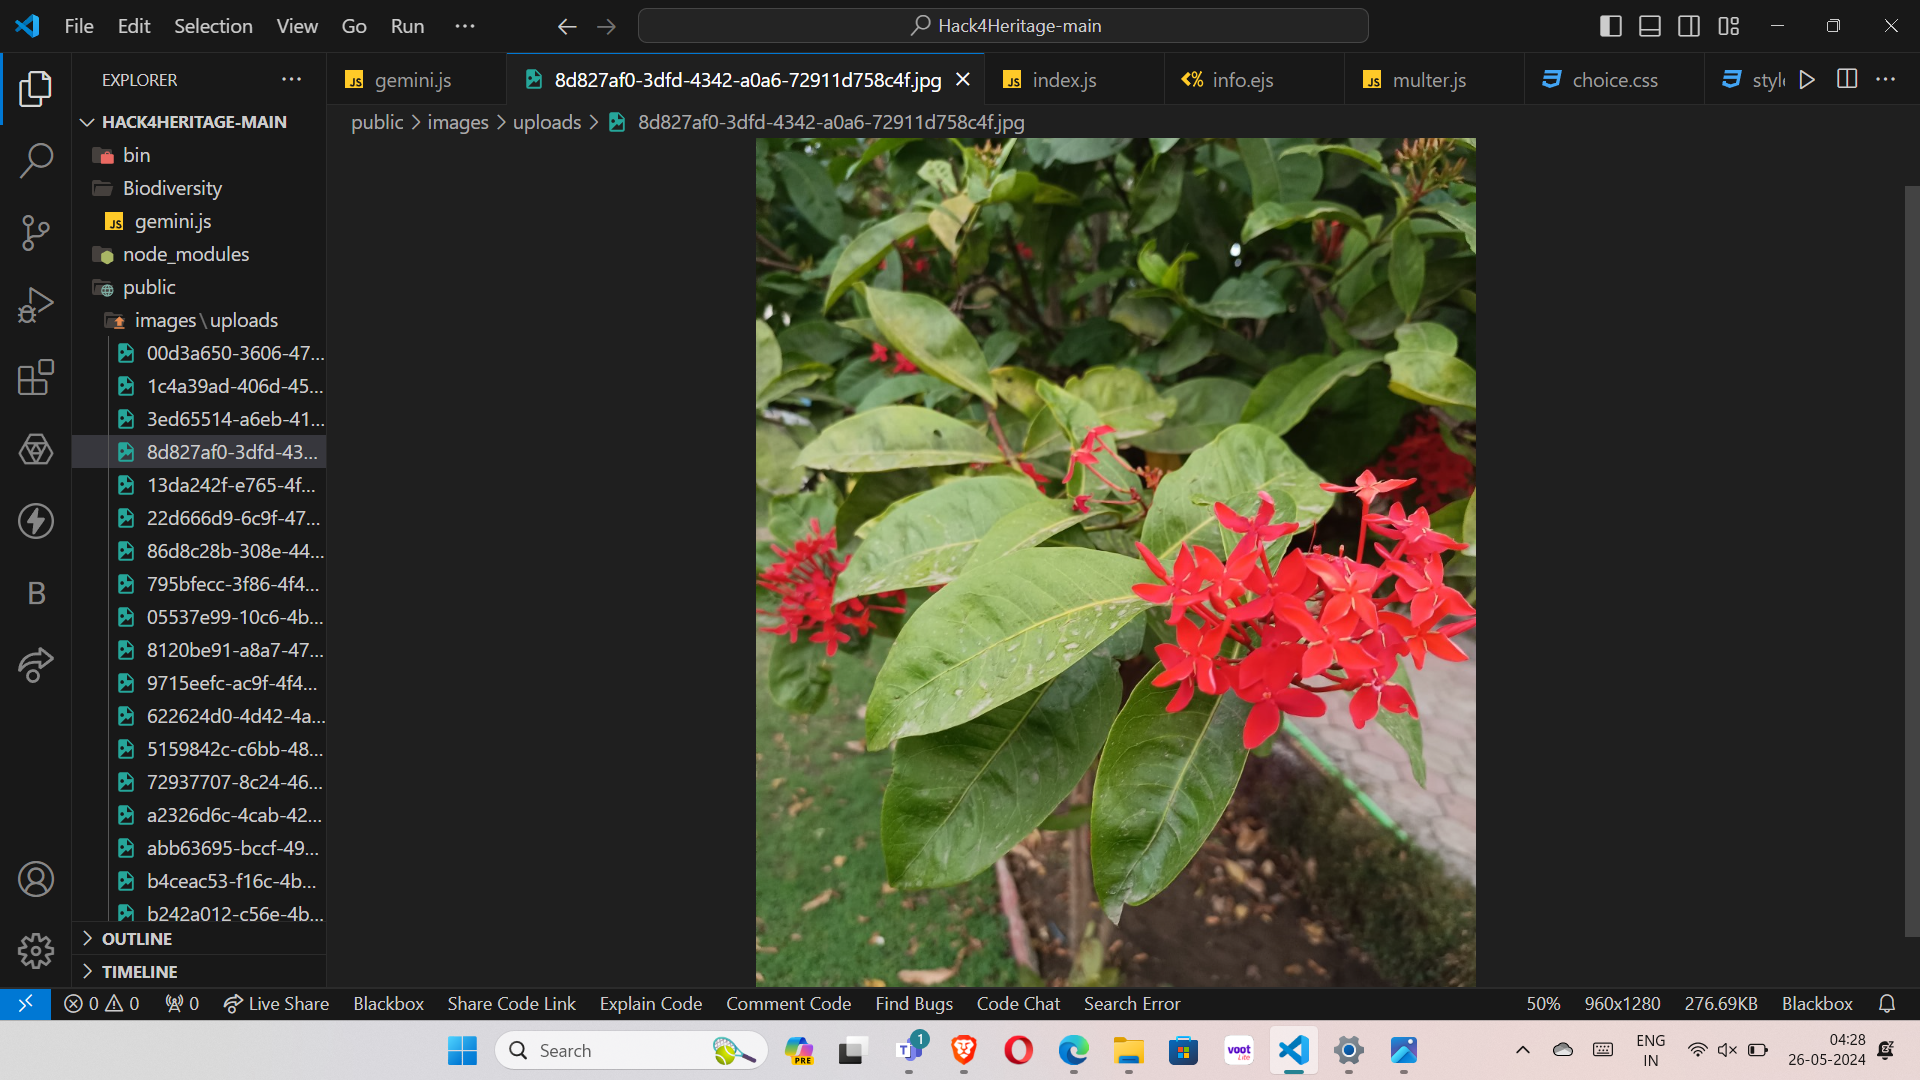 File Edit Selection View Go Run ···
Hack4Heritage-main
EXPLORER ···
gemini.js
8d827af0-3dfd-4342-a0a6-72911d758c4f.jpg
index.js
info.ejs
multer.js
choice.css
style
public > images > uploads > 8d827af0-3dfd-4342-a0a6-72911d758c4f.jpg
HACK4HERITAGE-MAIN
bin
Biodiversity
JS gemini.js
node_modules
public
images\uploads
00d3a650-3606-47...
1c4a39ad-406d-45...
3ed65514-a6eb-41...
8d827af0-3dfd-43...
13da242f-e765-4f...
22d666d9-6c9f-47...
86d8c28b-308e-44...
795bfecc-3f86-4f4...
05537e99-10c6-4b...
8120be91-a8a7-47...
9715eefc-ac9f-4f4...
622624d0-4d42-4a...
5159842c-c6bb-48...
72937707-8c24-46...
a2326d6c-4cab-42...
abb63695-bccf-49...
b4ceac53-f16c-4b...
b242a012-c56e-4b...
OUTLINE
TIMELINE
0 0 0 Live Share Blackbox Share Code Link Explain Code Comment Code Find Bugs Code Chat Search Error
50% 960x1280 276.69KB Blackbox
Search
PRE
1
voot
ENG
IN
04:28
26-05-2024